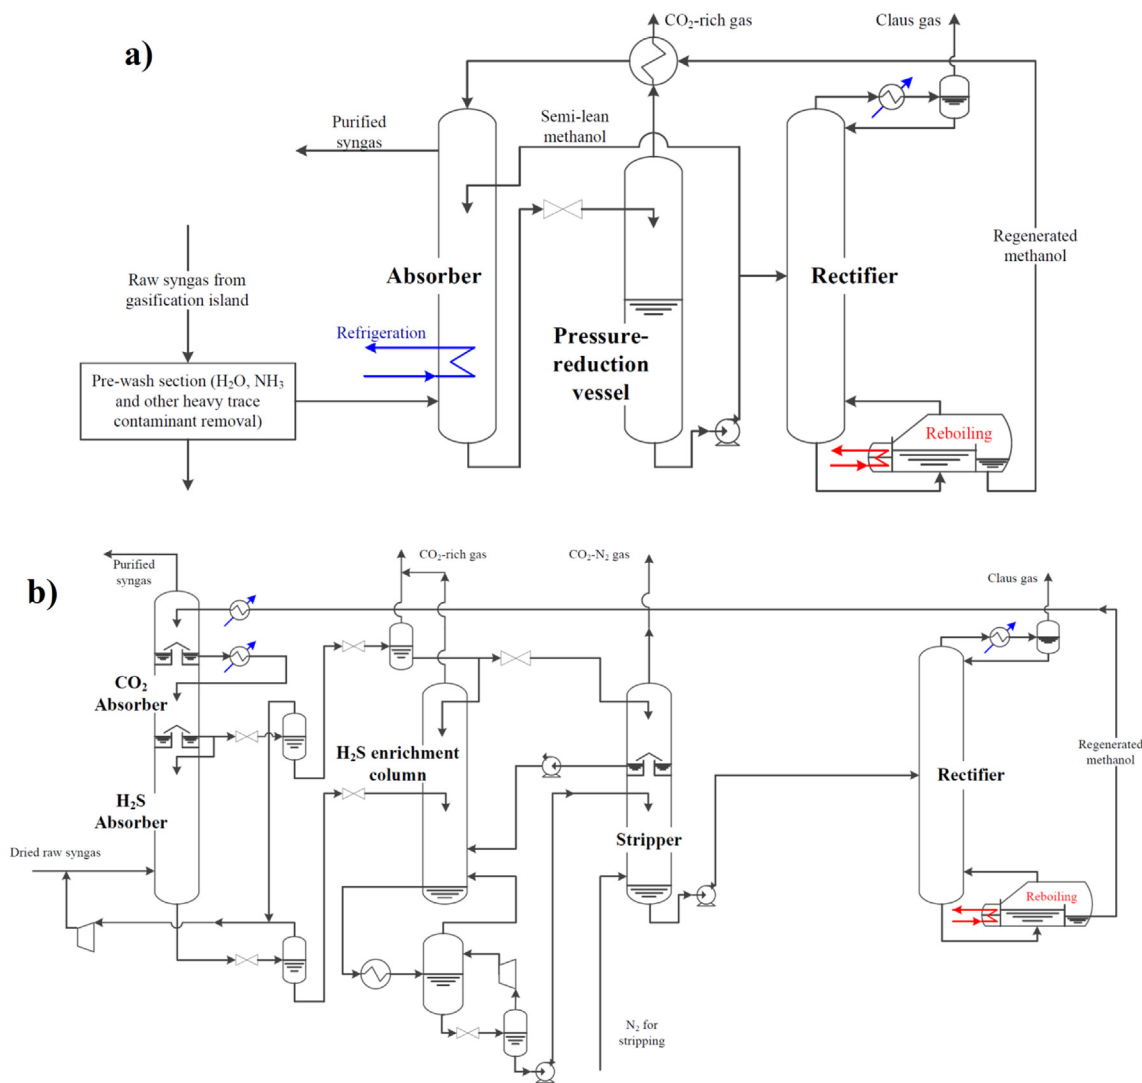 a)
CO₂-rich gas
Claus gas
Purified
syngas
Semi-lean
methanol
Regenerated
methanol
Raw syngas from
gasification island
Absorber
Rectifier
Refrigeration
Pressure-
reduction
vessel
Pre-wash section (H₂O, NH₃
and other heavy trace
contaminant removal)
Reboiling
b)
Purified
syngas
CO₂-rich gas
CO₂-N₂ gas
Claus gas
CO₂
Absorber
H₂S enrichment
column
Regenerated
methanol
Rectifier
H₂S
Absorber
Stripper
Dried raw syngas
Reboiling
N₂ for
stripping